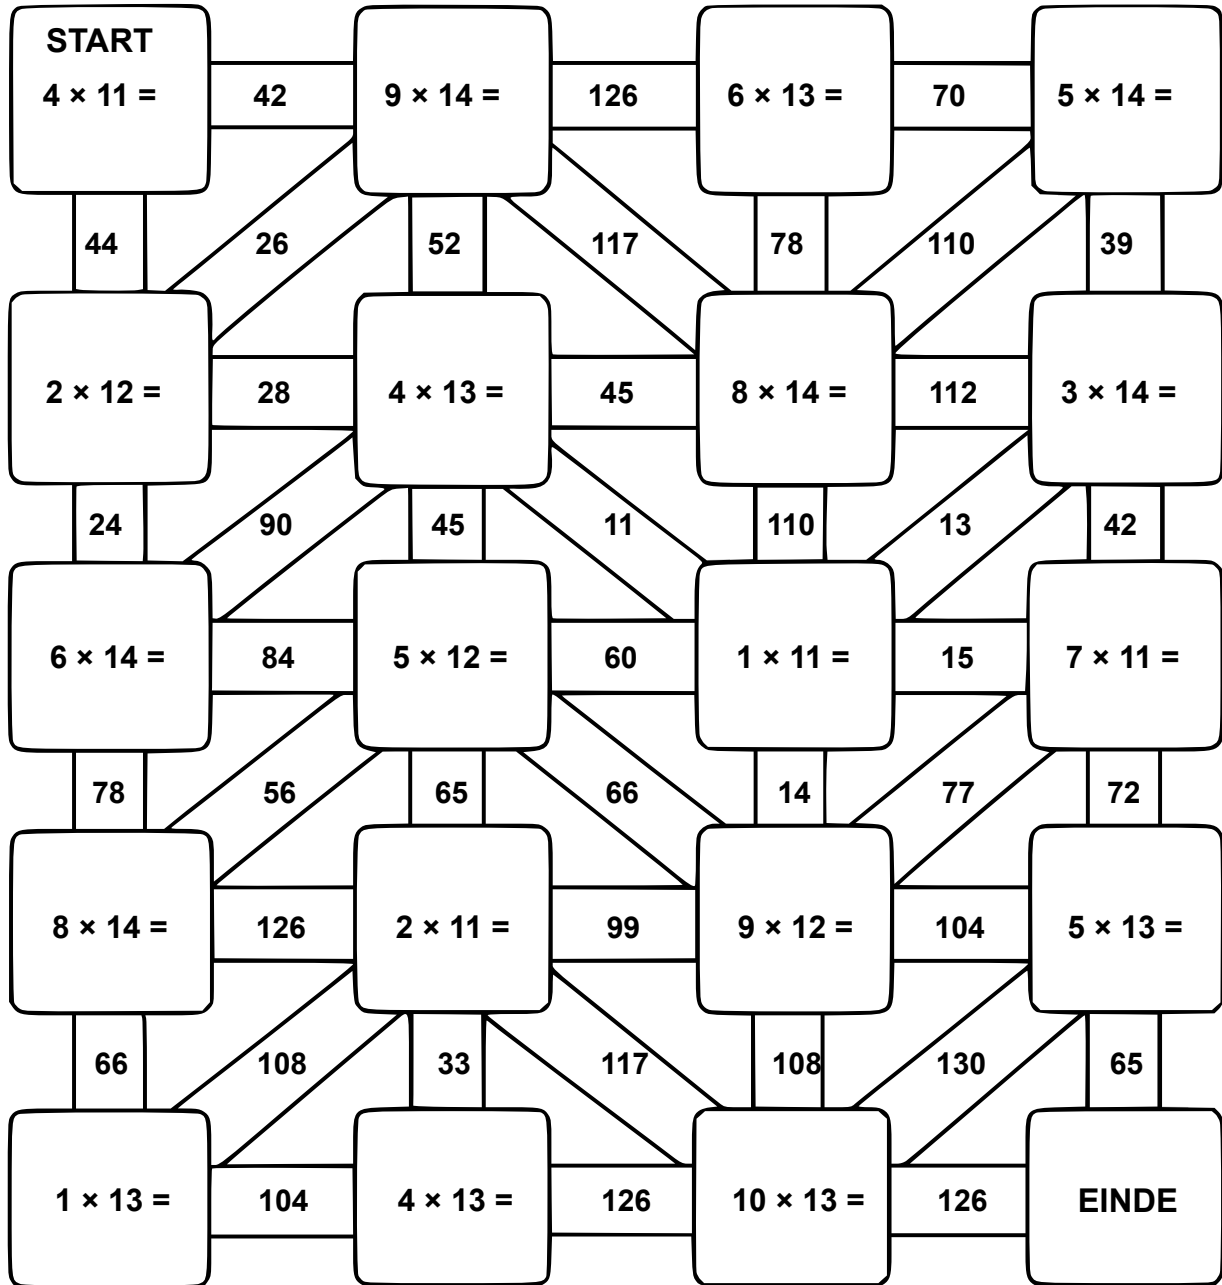 START
4 × 11 = 42 9 × 14 = 126 6 × 13 = 70 5 × 14 =
44 26 52 117 78 110 39
2 × 12 = 28 4 × 13 = 45 8 × 14 = 112 3 × 14 =
24 90 45 11 110 13 42
6 × 14 = 84 5 × 12 = 60 1 × 11 = 15 7 × 11 =
78 56 65 66 14 77 72
8 × 14 = 126 2 × 11 = 99 9 × 12 = 104 5 × 13 =
66 108 33 117 108 130 65
1 × 13 = 104 4 × 13 = 126 10 × 13 = 126 EINDE